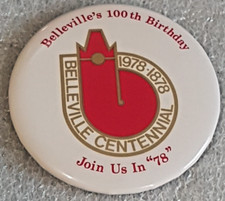 Belleville's 100th Birthday
1978-1878
BELLEVILLE CENTENNIAL
Join Us In "78"